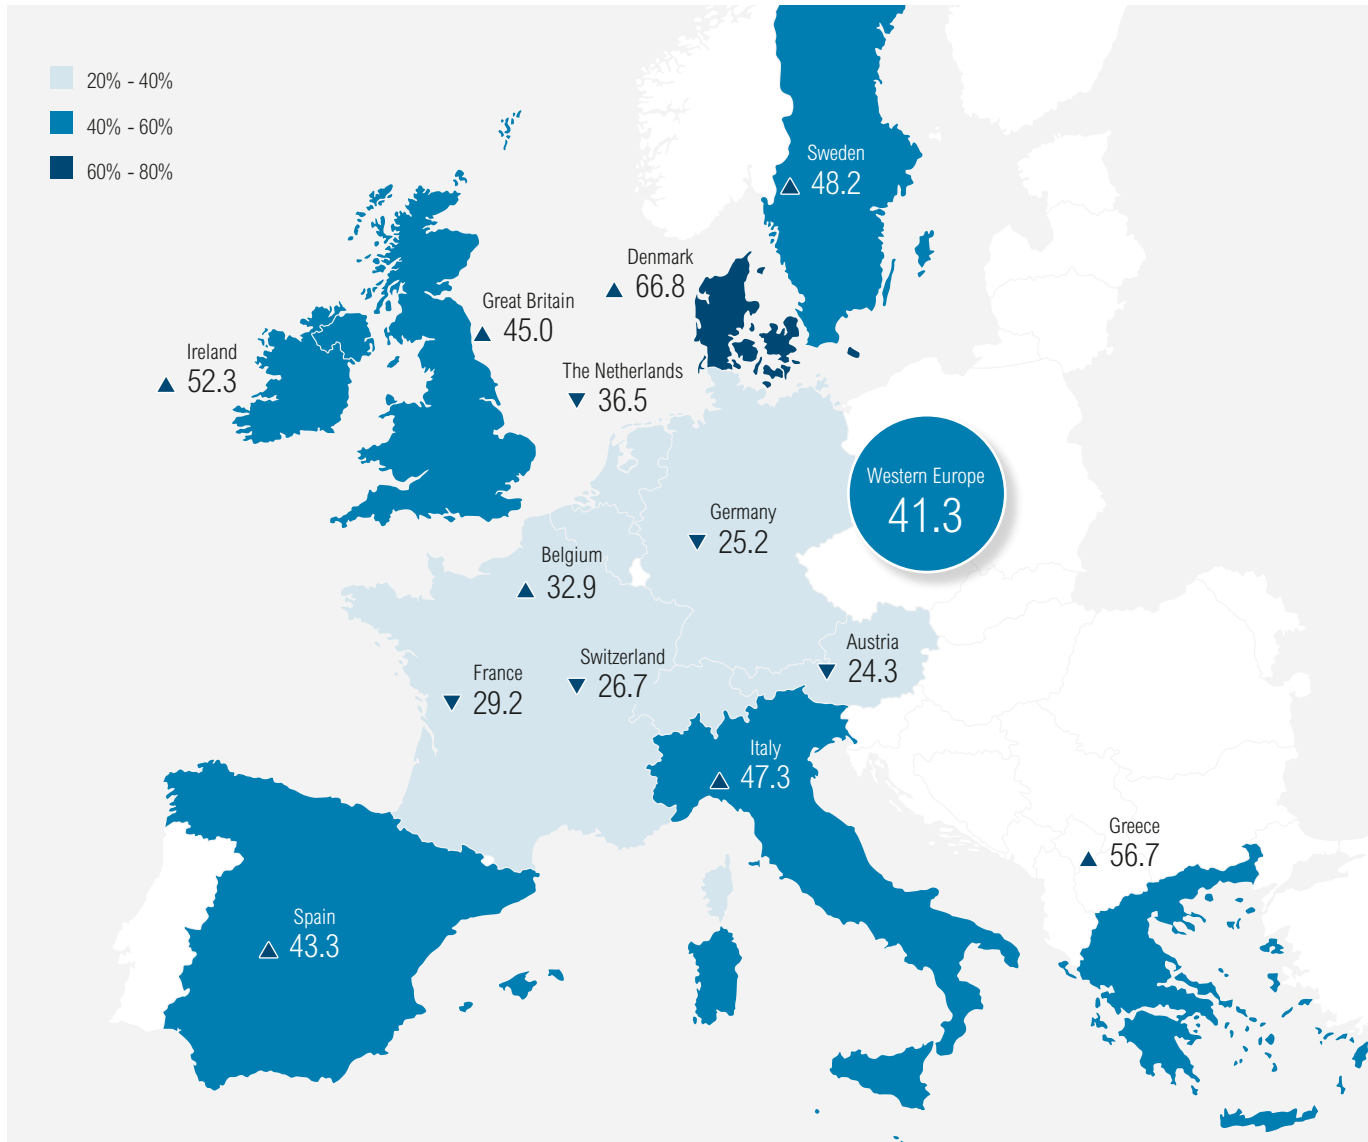 20% - 40%
40% - 60%
60% - 80%
Sweden
48.2
Denmark
66.8
Great Britain
45.0
Ireland
52.3
The Netherlands
36.5
Western Europe
41.3
Germany
25.2
Belgium
32.9
Austria
24.3
Switzerland
26.7
France
29.2
Italy
47.3
Greece
56.7
Spain
43.3